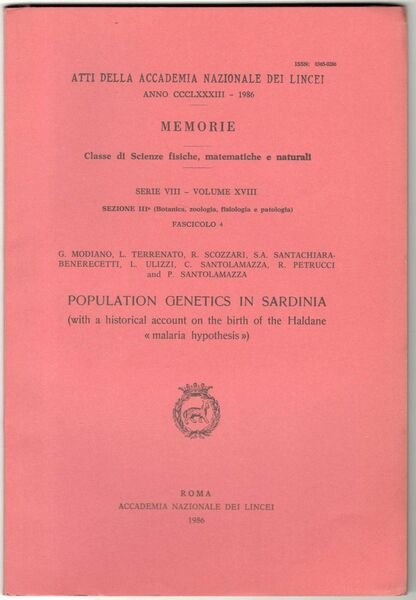 ISSN: 0365-0286
ATTI DELLA ACCADEMIA NAZIONALE DEI LINCEI
ANNO CCCLXXXIII - 1986
MEMORIE
Classe di Scienze fisiche, matematiche e naturali
SERIE VIII - VOLUME XVIII
SEZIONE IIIª (Botanica, zoologia, fisiologia e patologia)
FASCICOLO 4
G. MODIANO, L. TERRENATO, R. SCOZZARI, S.A. SANTACHIARA-
BENERECETTI, L. ULIZZI, C. SANTOLAMAZZA, R. PETRUCCI
and P. SANTOLAMAZZA
POPULATION GENETICS IN SARDINIA
(with a historical account on the birth of the Haldane
« malaria hypothesis »)
ROMA
ACCADEMIA NAZIONALE DEI LINCEI
1986